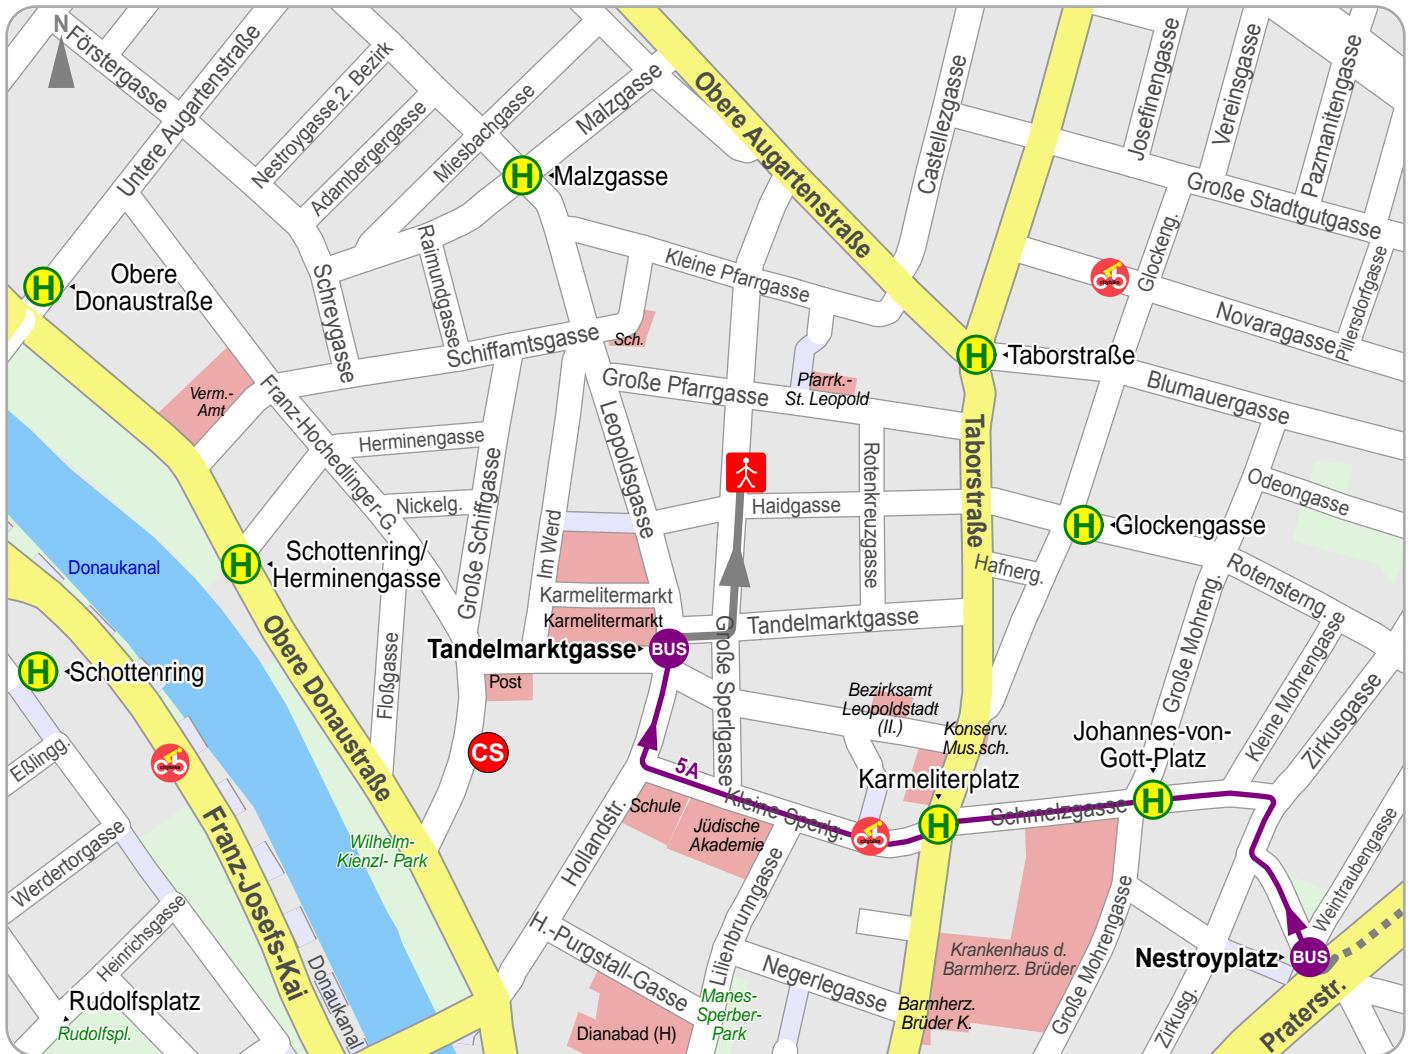 N
Förstergasse
Untere Augartenstraße
Nestroygasse,2. Bezirk
Adambergergasse
Miesbachgasse
Malzgasse
Obere Augartenstraße
Castellezgasse
Josefinengasse
Vereinsgasse
Pazmanitengasse
Große Stadtgutgasse
H
Malzgasse
Raimundgasse
Schreygasse
Kleine Pfarrgasse
Glockeng.
citybike
Novaragasse
Pillersdorfgasse
H
Obere
Donaustraße
Schiffamtsgasse
Sch.
H
Taborstraße
Blumauergasse
Verm.-
Amt
Franz-Hochedlinger-G.
Große Pfarrgasse
Pfarrk.-
St. Leopold
Herminengasse
Leopoldsgasse
Taborstraße
Rotenkreuzgasse
Odeongasse
Nickelg.
Große Schiffgasse
Im Werd
Haidgasse
H
Glockengasse
H
Schottenring/
Herminengasse
Donaukanal
Hafnerg.
Rotensterng.
Karmelitermarkt
Karmelitermarkt
Große Sperlgasse
Tandelmarktgasse
Große Mohreng.
Kleine Mohrengasse
Zirkusgasse
Obere Donaustraße
Floßgasse
Tandelmarktgasse
BUS
H
Schottenring
Post
Bezirksamt
Leopoldstadt
(II.)
Konserv.
Mus.sch.
Johannes-von-
Gott-Platz
H
Eßlingg.
citybike
CS
5A
Karmeliterplatz
H
Schmelzgasse
Kleine Sperlg.
citybike
Schule
Jüdische
Akademie
Hollandstr.
Wilhelm-
Kienzl- Park
Franz-Josefs-Kai
Werdertorgasse
Weintraubengasse
Heinrichsgasse
H.-Purgstall-Gasse
Lilienbrunngasse
Große Mohrengasse
Krankenhaus d.
Barmherz. Brüder
Nestroyplatz
BUS
Negerlegasse
Donaukanal
Rudolfsplatz
Rudolfspl.
Manes-
Sperber-
Park
Barmherz.
Brüder K.
Dianabad (H)
Zirkusg.
Praterstr.